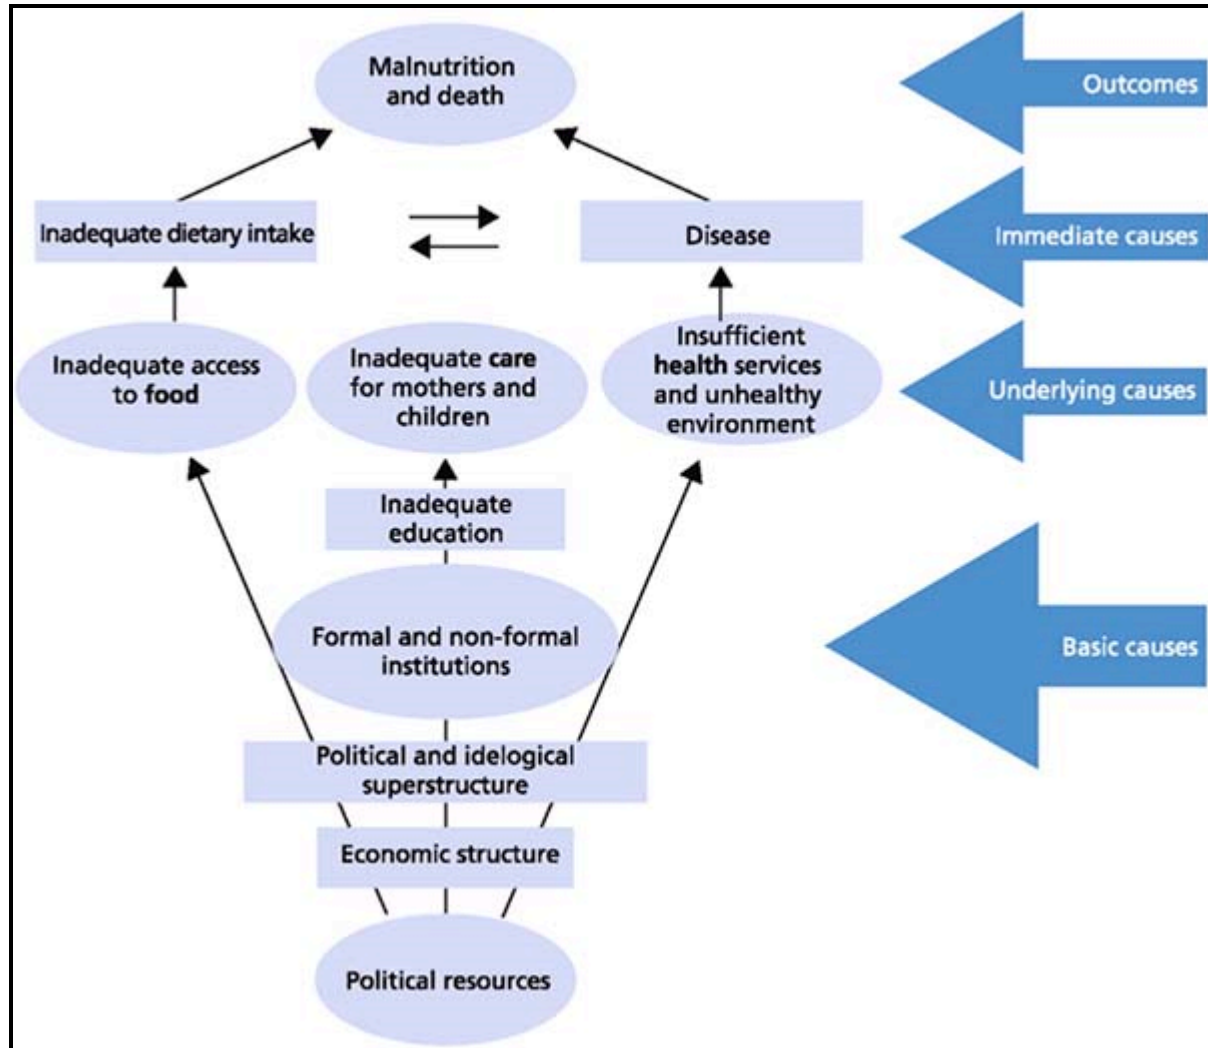 Malnutrition
and death
Outcomes
Inadequate dietary intake
Disease
Immediate causes
Inadequate access
to food
Inadequate care
for mothers and
children
Insufficient
health services
and unhealthy
environment
Underlying causes
Inadequate
education
Formal and non-formal
institutions
Basic causes
Political and idelogical
superstructure
Economic structure
Political resources